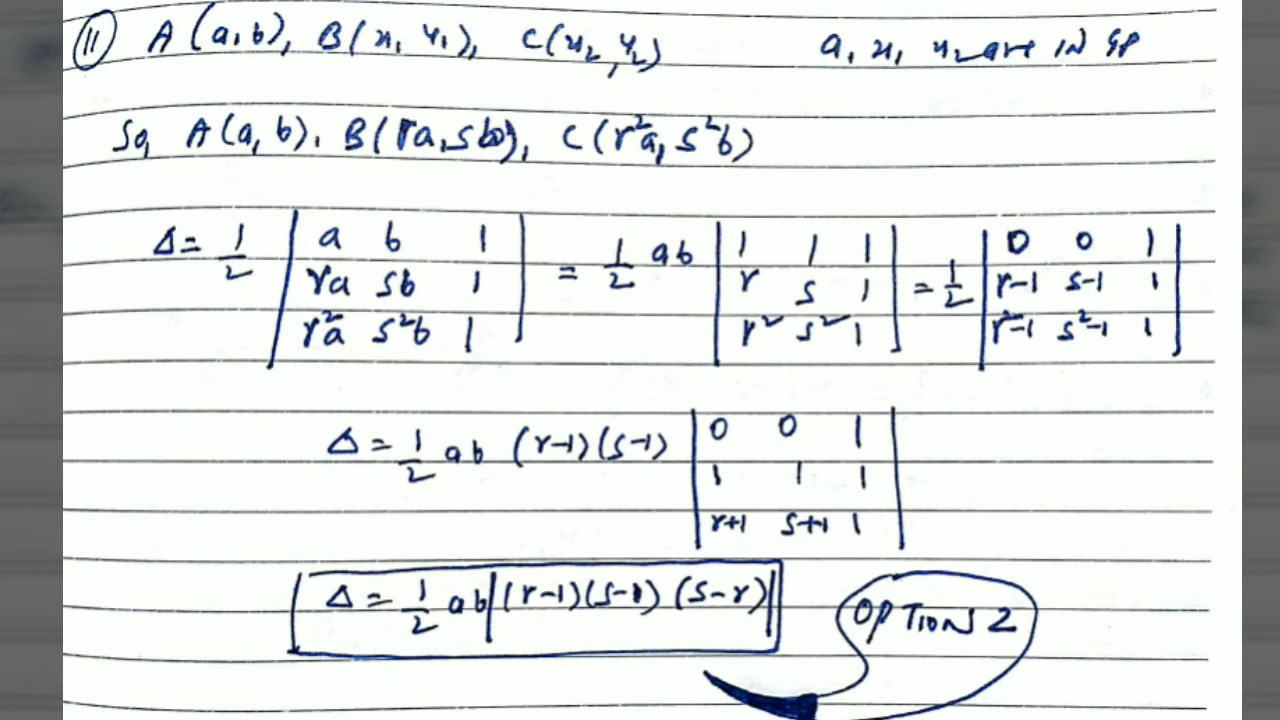 (11) A(a,b), B(x₁ y₁), C(x₂,y₂) a, x₁ x₂ are in GP
So, A(a, b), B(ra, sb), C(r²a, s²b)
Δ = 1/2 | a b 1 | = 1/2 ab | 1 1 1 | = 1/2 | 0 0 1 |
| ra sb 1 | | r s 1 | | r-1 s-1 1 |
| r²a s²b 1 | | r² s² 1 | | r²-1 s²-1 1 |
Δ = 1/2 ab (r-1)(s-1) | 0 0 1 |
| 1 1 1 |
| r+1 s+1 1 |
Δ = 1/2 ab |(r-1)(s-1)(s-r)| OPTION 2